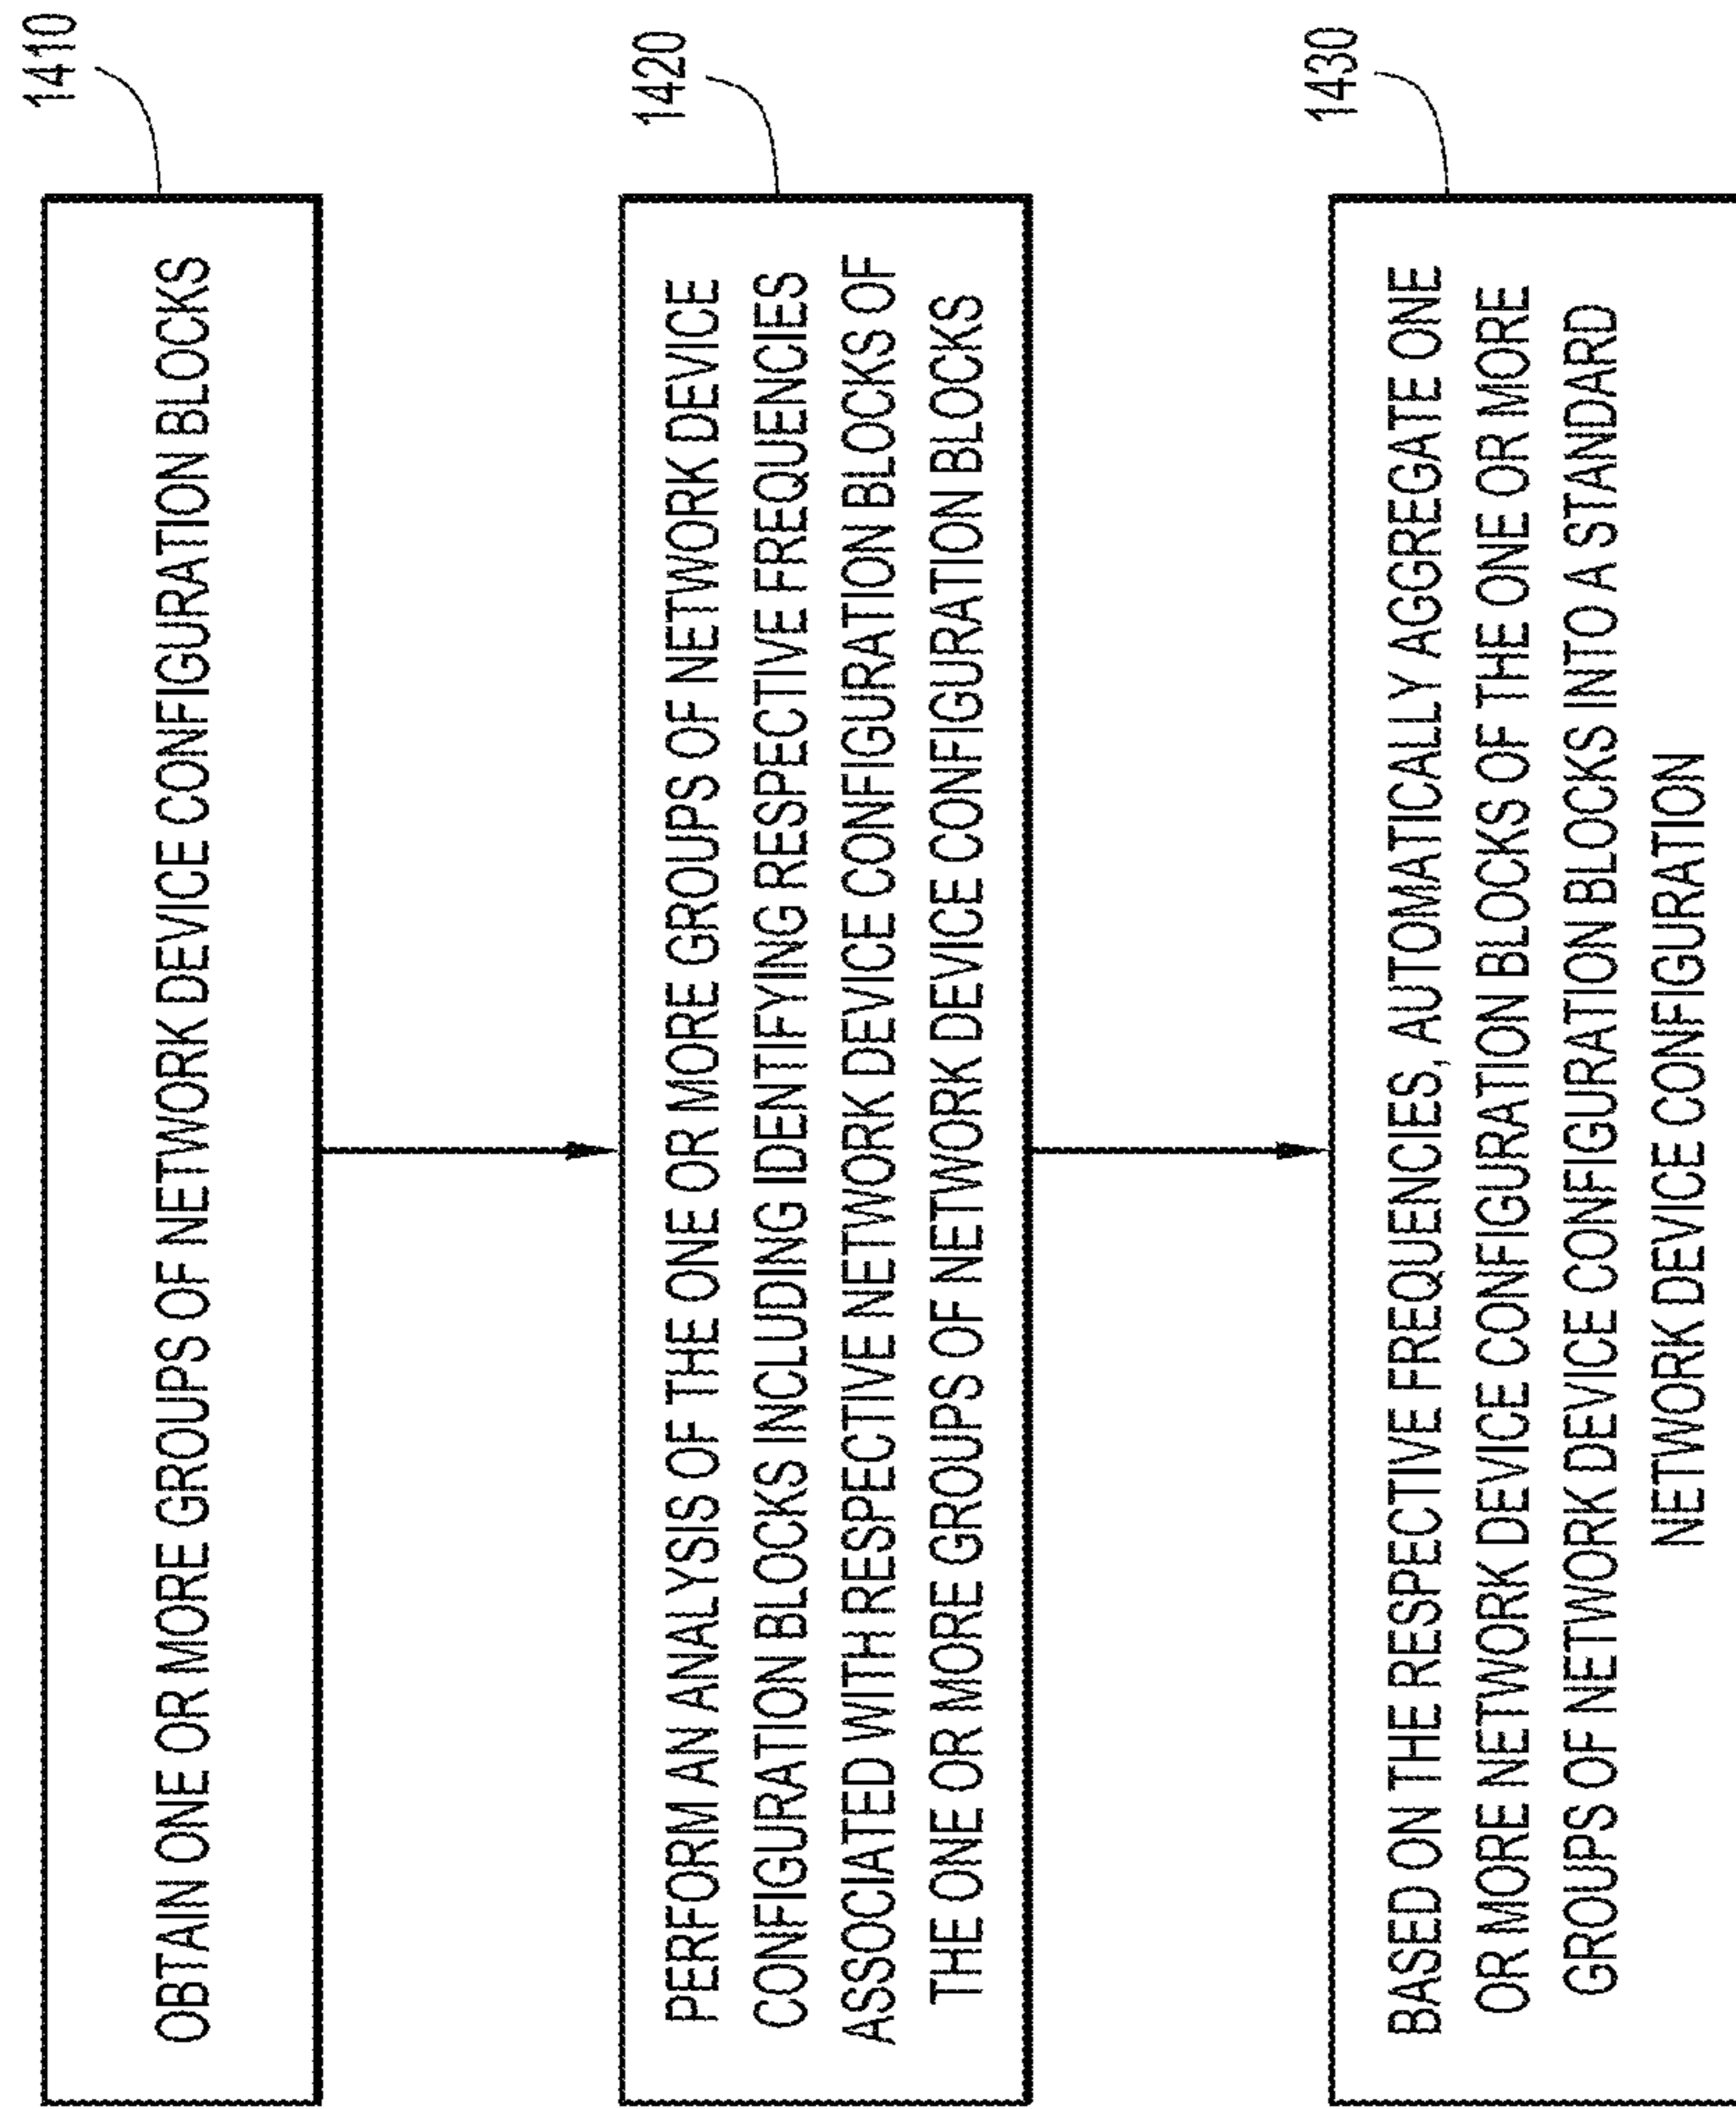 1410
OBTAIN ONE OR MORE GROUPS OF NETWORK DEVICE CONFIGURATION BLOCKS
1420
PERFORM AN ANALYSIS OF THE ONE OR MORE GROUPS OF NETWORK DEVICE
CONFIGURATION BLOCKS INCLUDING IDENTIFYING RESPECTIVE FREQUENCIES
ASSOCIATED WITH RESPECTIVE NETWORK DEVICE CONFIGURATION BLOCKS OF
THE ONE OR MORE GROUPS OF NETWORK DEVICE CONFIGURATION BLOCKS
1430
BASED ON THE RESPECTIVE FREQUENCIES, AUTOMATICALLY AGGREGATE ONE
OR MORE NETWORK DEVICE CONFIGURATION BLOCKS OF THE ONE OR MORE
GROUPS OF NETWORK DEVICE CONFIGURATION BLOCKS INTO A STANDARD
NETWORK DEVICE CONFIGURATION